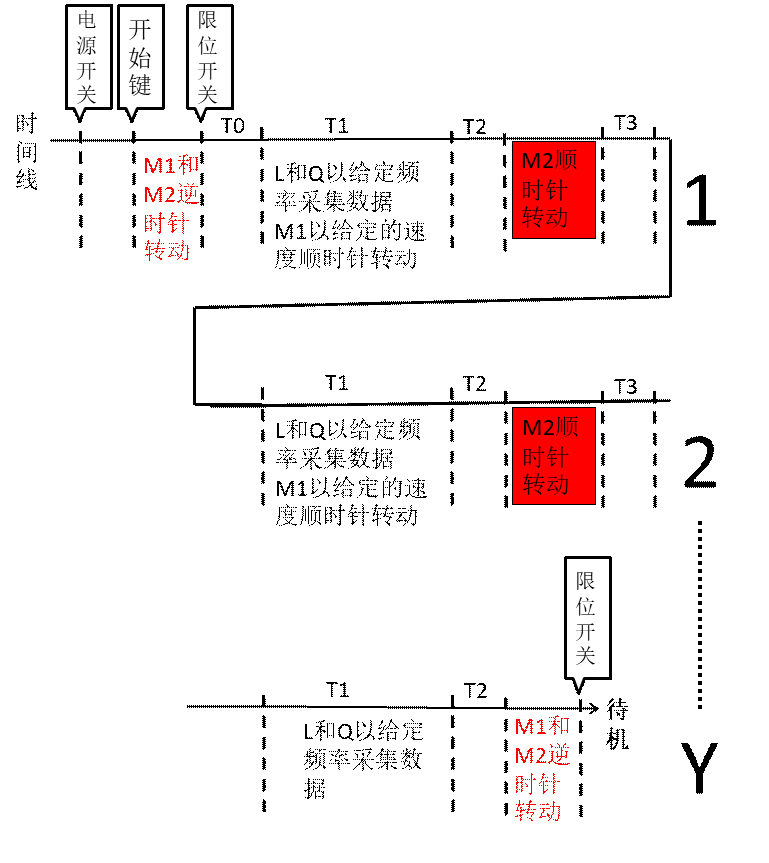 电源开关
开始键
限位开关
时间线
T0
T1
T2
T3
M1和
M2逆
时针
转动
L和Q以给定频
率采集数据
M1以给定的速
度顺时针转动
M2顺
时针
转动
1
T1
T2
T3
L和Q以给定频
率采集数据
M1以给定的速
度顺时针转动
M2顺
时针
转动
2
限位开关
T1
T2
待机
L和Q以给定
频率采集数
据
M1和
M2逆
时针
转动
Y